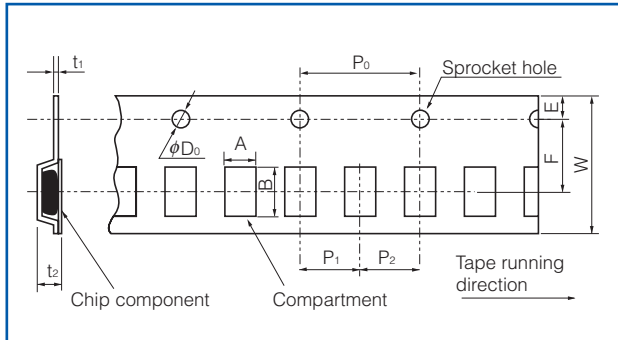 t1
P0
Sprocket hole
E
A
F
W
ϕD0
B
t2
P1
P2
Tape running
direction
Chip component
Compartment